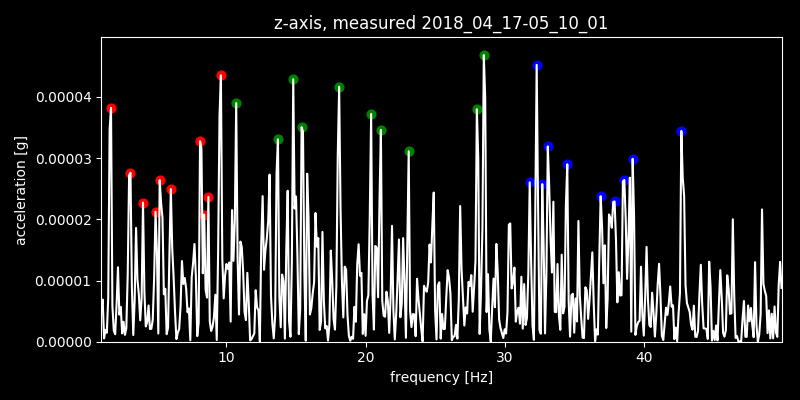 z-axis, measured 2018_04_17-05_10_01
acceleration [g]
0.00004
0.00003
0.00002
0.00001
0.00000
10 20 30 40
frequency [Hz]